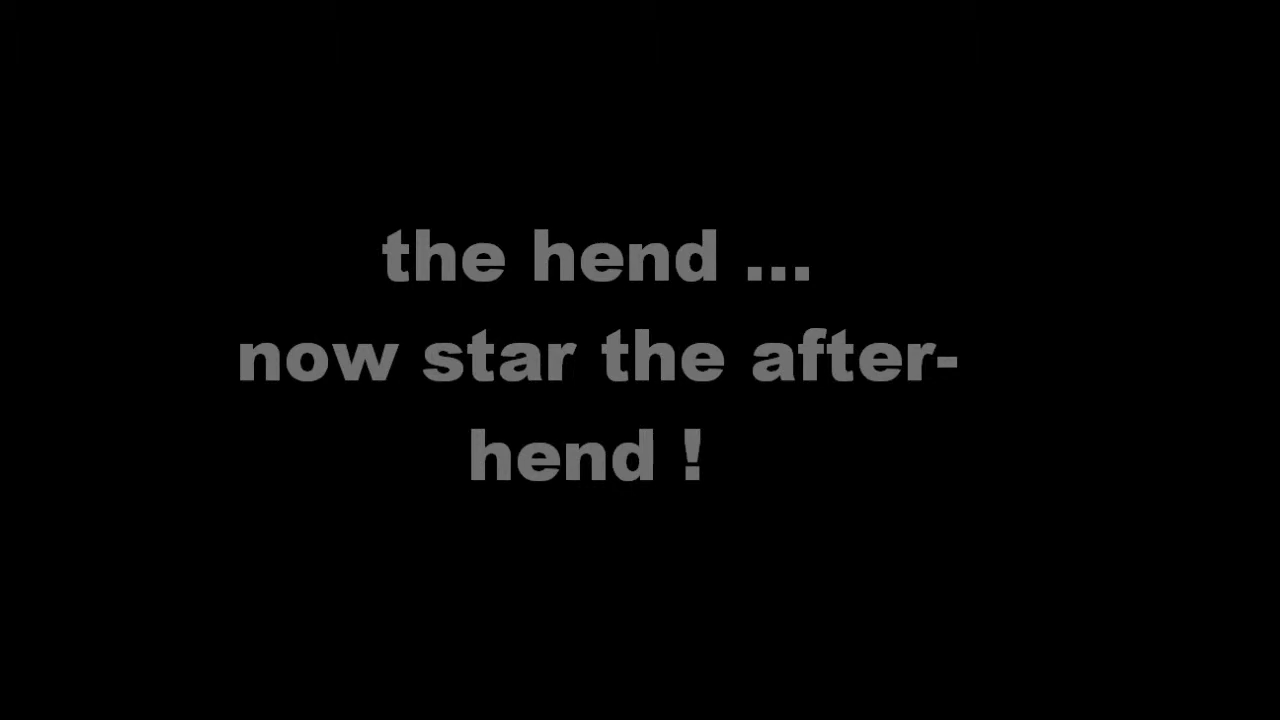 the hend ...
now star the after-
hend !